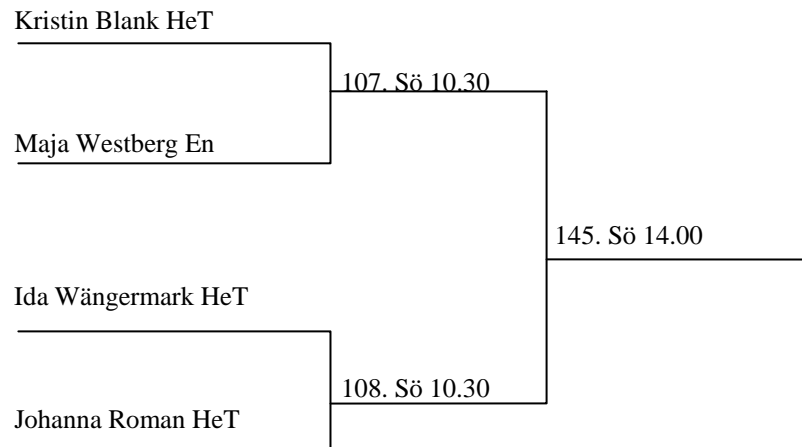 Kristin Blank HeT
107. Sö 10.30
Maja Westberg En
145. Sö 14.00
Ida Wängermark HeT
108. Sö 10.30
Johanna Roman HeT